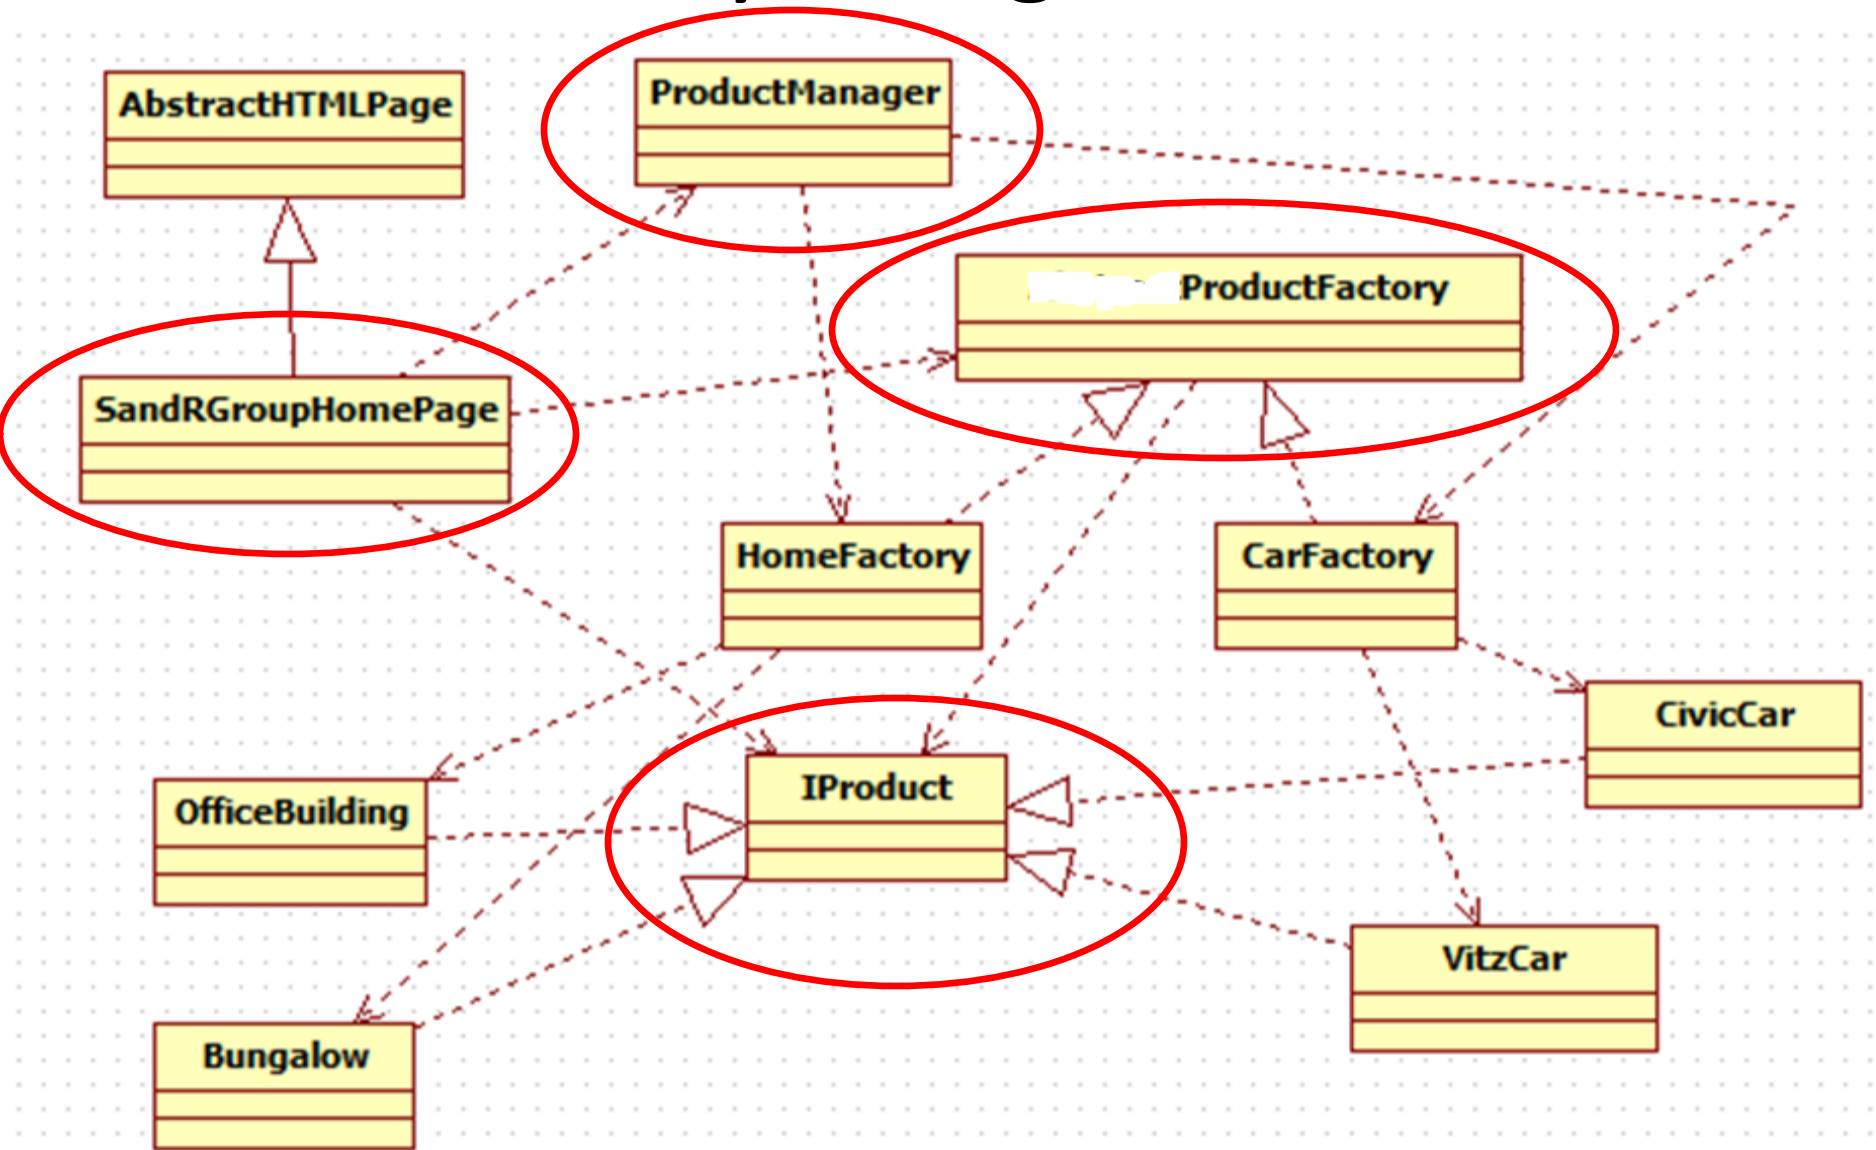 AbstractHTMLPage
ProductManager
ProductFactory
SandRGroupHomePage
HomeFactory
CarFactory
CivicCar
IProduct
OfficeBuilding
VitzCar
Bungalow